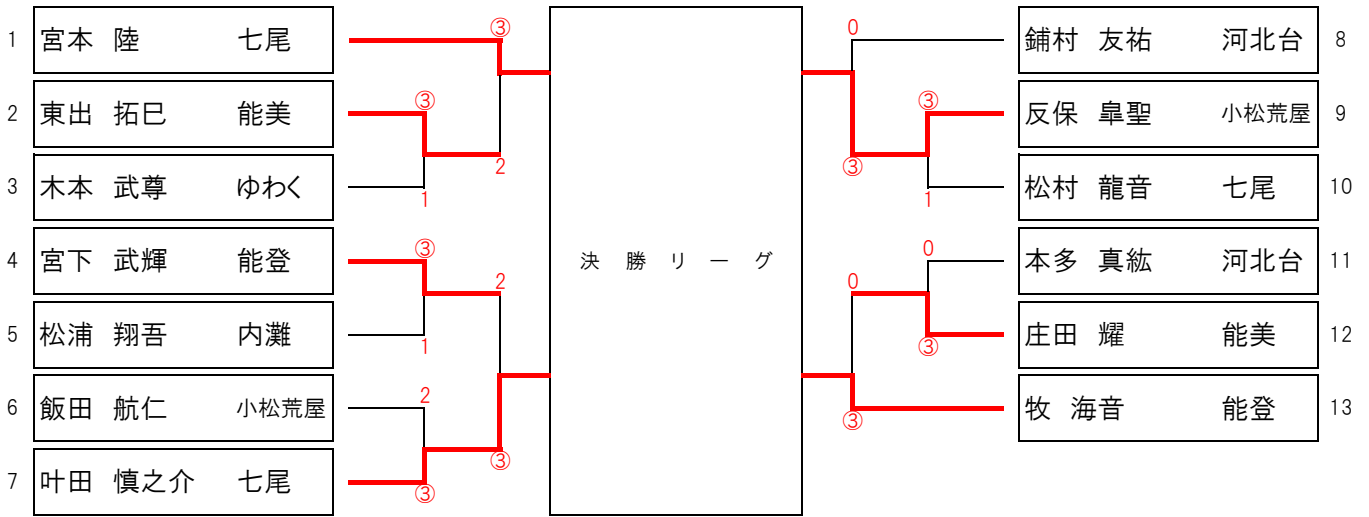 1 宮本 陸 七尾
2 東出 拓巳 能美
3 木本 武尊 ゆわく
4 宮下 武輝 能登
5 松浦 翔吾 内灘
6 飯田 航仁 小松荒屋
7 叶田 慎之介 七尾
③
③
2
1
③
2
1
2
③
③
決 勝 リ ー グ
0
③
③
1
0
0
③
③
鋪村 友祐 河北台 8
反保 皐聖 小松荒屋 9
松村 龍音 七尾 10
本多 真紘 河北台 11
庄田 耀 能美 12
牧 海音 能登 13